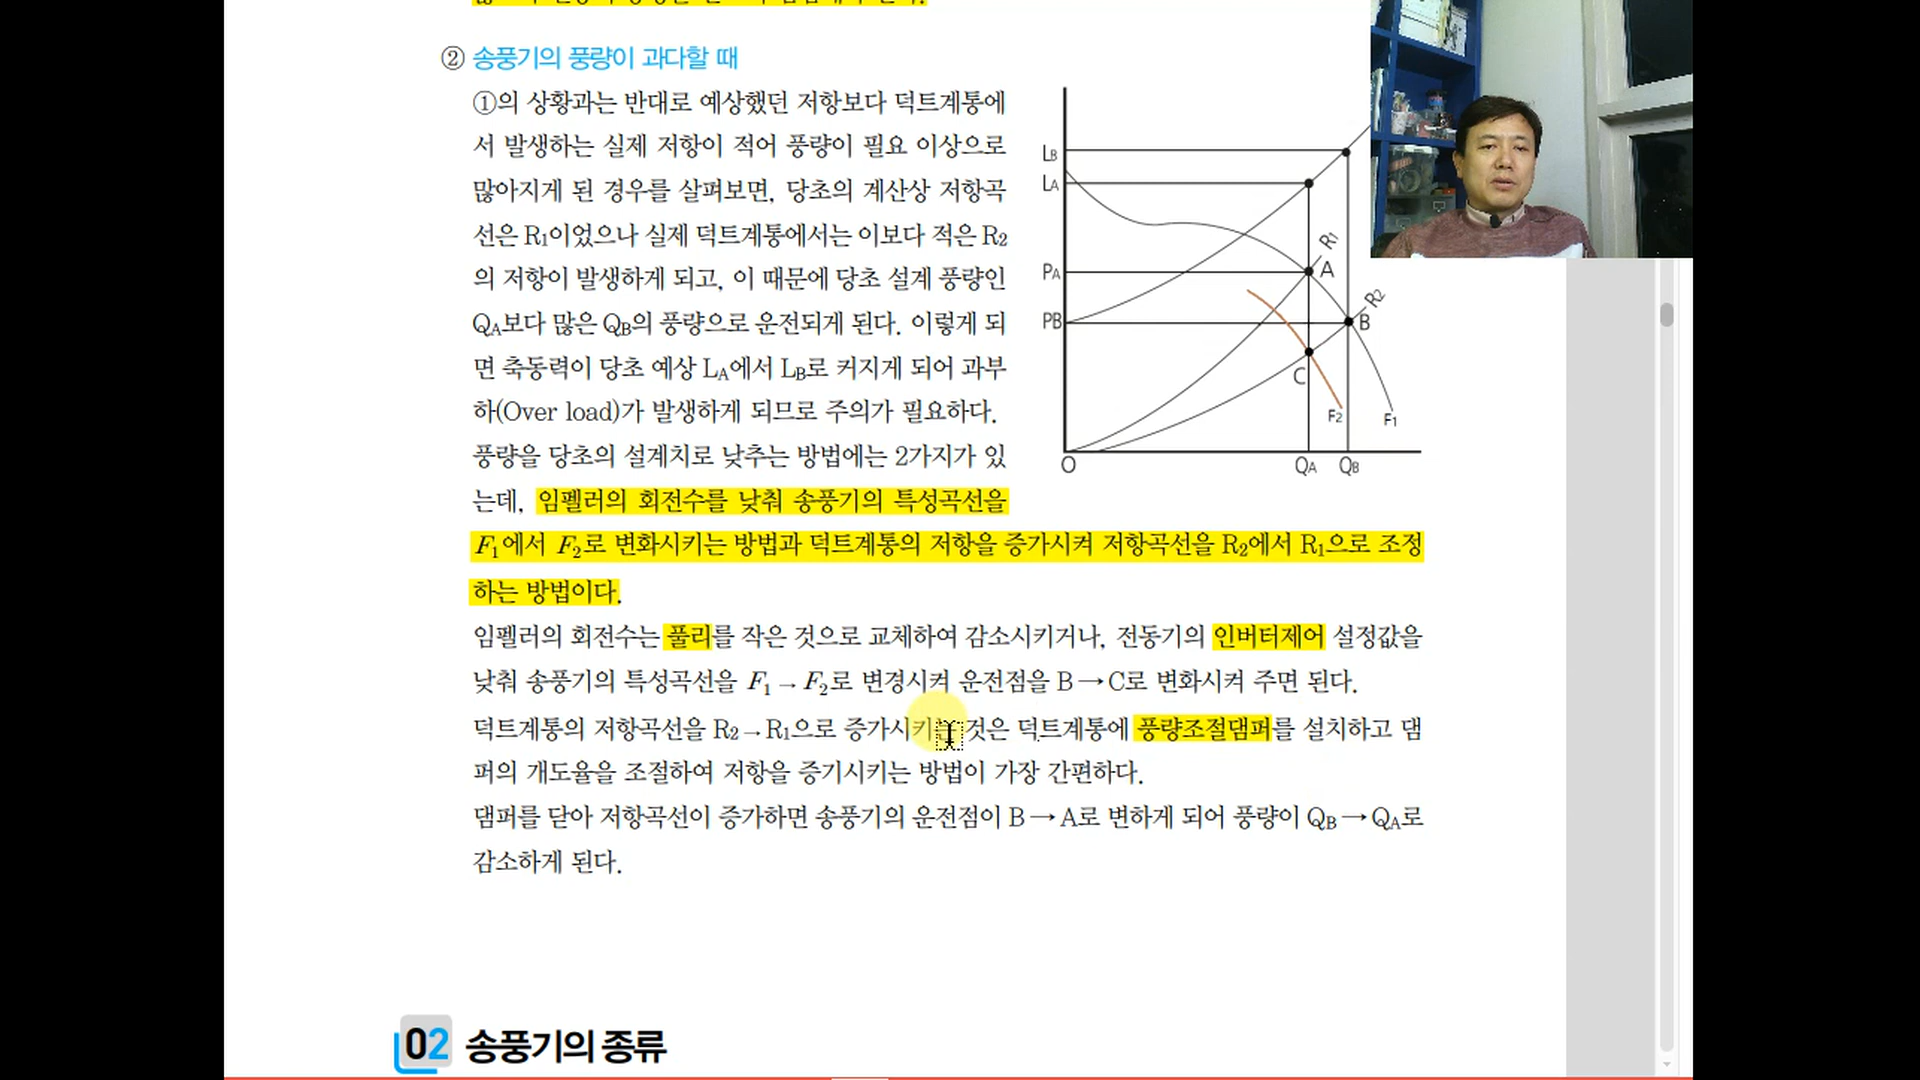 ② 송풍기의 풍량이 과다할 때
①의 상황과는 반대로 예상했던 저항보다 덕트계통에
서 발생하는 실제 저항이 적어 풍량이 필요 이상으로
많아지게 된 경우를 살펴보면, 당초의 계산상 저항곡
선은 R1이었으나 실제 덕트계통에서는 이보다 적은 R2
의 저항이 발생하게 되고, 이 때문에 당초 설계 풍량인
QA보다 많은 QB의 풍량으로 운전되게 된다. 이렇게 되
면 축동력이 당초 예상 LA에서 LB로 커지게 되어 과부
하(Over load)가 발생하게 되므로 주의가 필요하다.
풍량을 당초의 설계치로 낮추는 방법에는 2가지가 있
는데, 임펠러의 회전수를 낮춰 송풍기의 특성곡선을
F1에서 F2로 변화시키는 방법과 덕트계통의 저항을 증가시켜 저항곡선을 R2에서 R1으로 조정
하는 방법이다.
임펠러의 회전수는 풀리를 작은 것으로 교체하여 감소시키거나, 전동기의 인버터제어 설정값을
낮춰 송풍기의 특성곡선을 F1→F2로 변경시켜 운전점을 B→C로 변화시켜 주면 된다.
덕트계통의 저항곡선을 R2→R1으로 증가시키는 것은 덕트계통에 풍량조절댐퍼를 설치하고 댐
퍼의 개도율을 조절하여 저항을 증기시키는 방법이 가장 간편하다.
댐퍼를 닫아 저항곡선이 증가하면 송풍기의 운전점이 B→A로 변하게 되어 풍량이 QB→QA로
감소하게 된다.
LB
LA
PA
PB
R1
A
R2
B
C
F2
F1
O
QA
QB
02 송풍기의 종류